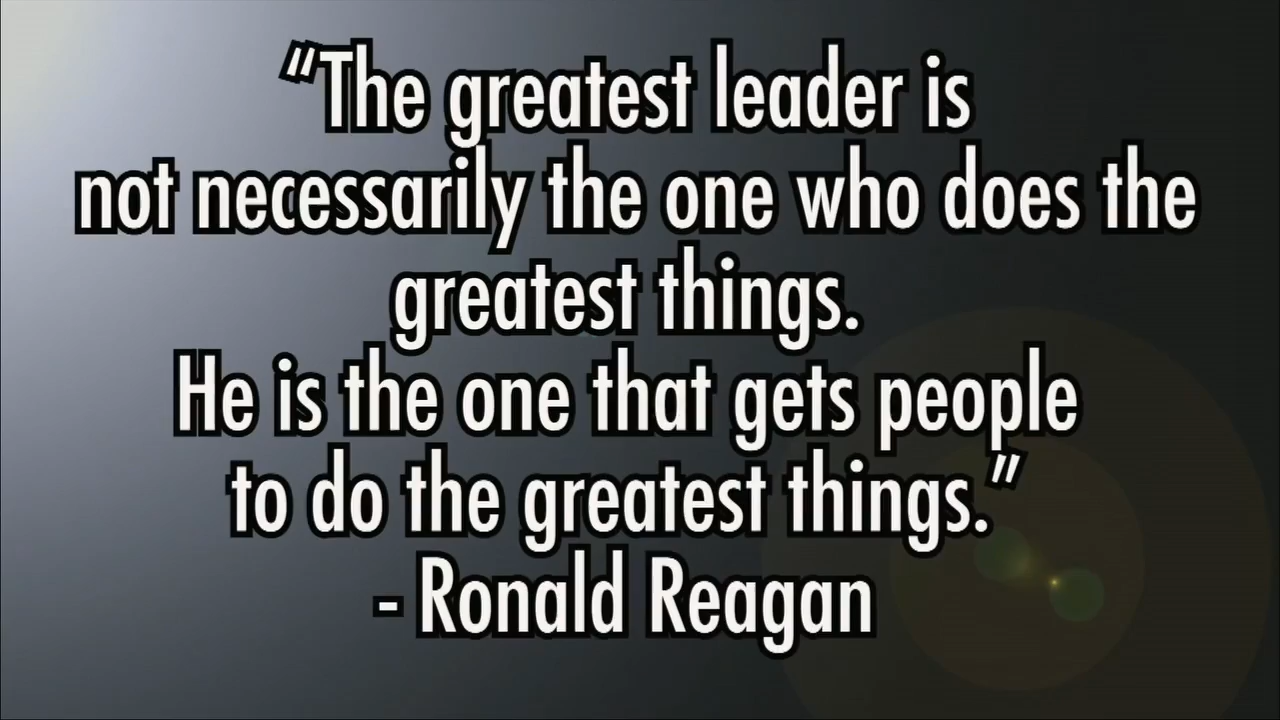 “The greatest leader is
not necessarily the one who does the
greatest things.
He is the one that gets people
to do the greatest things.”
- Ronald Reagan